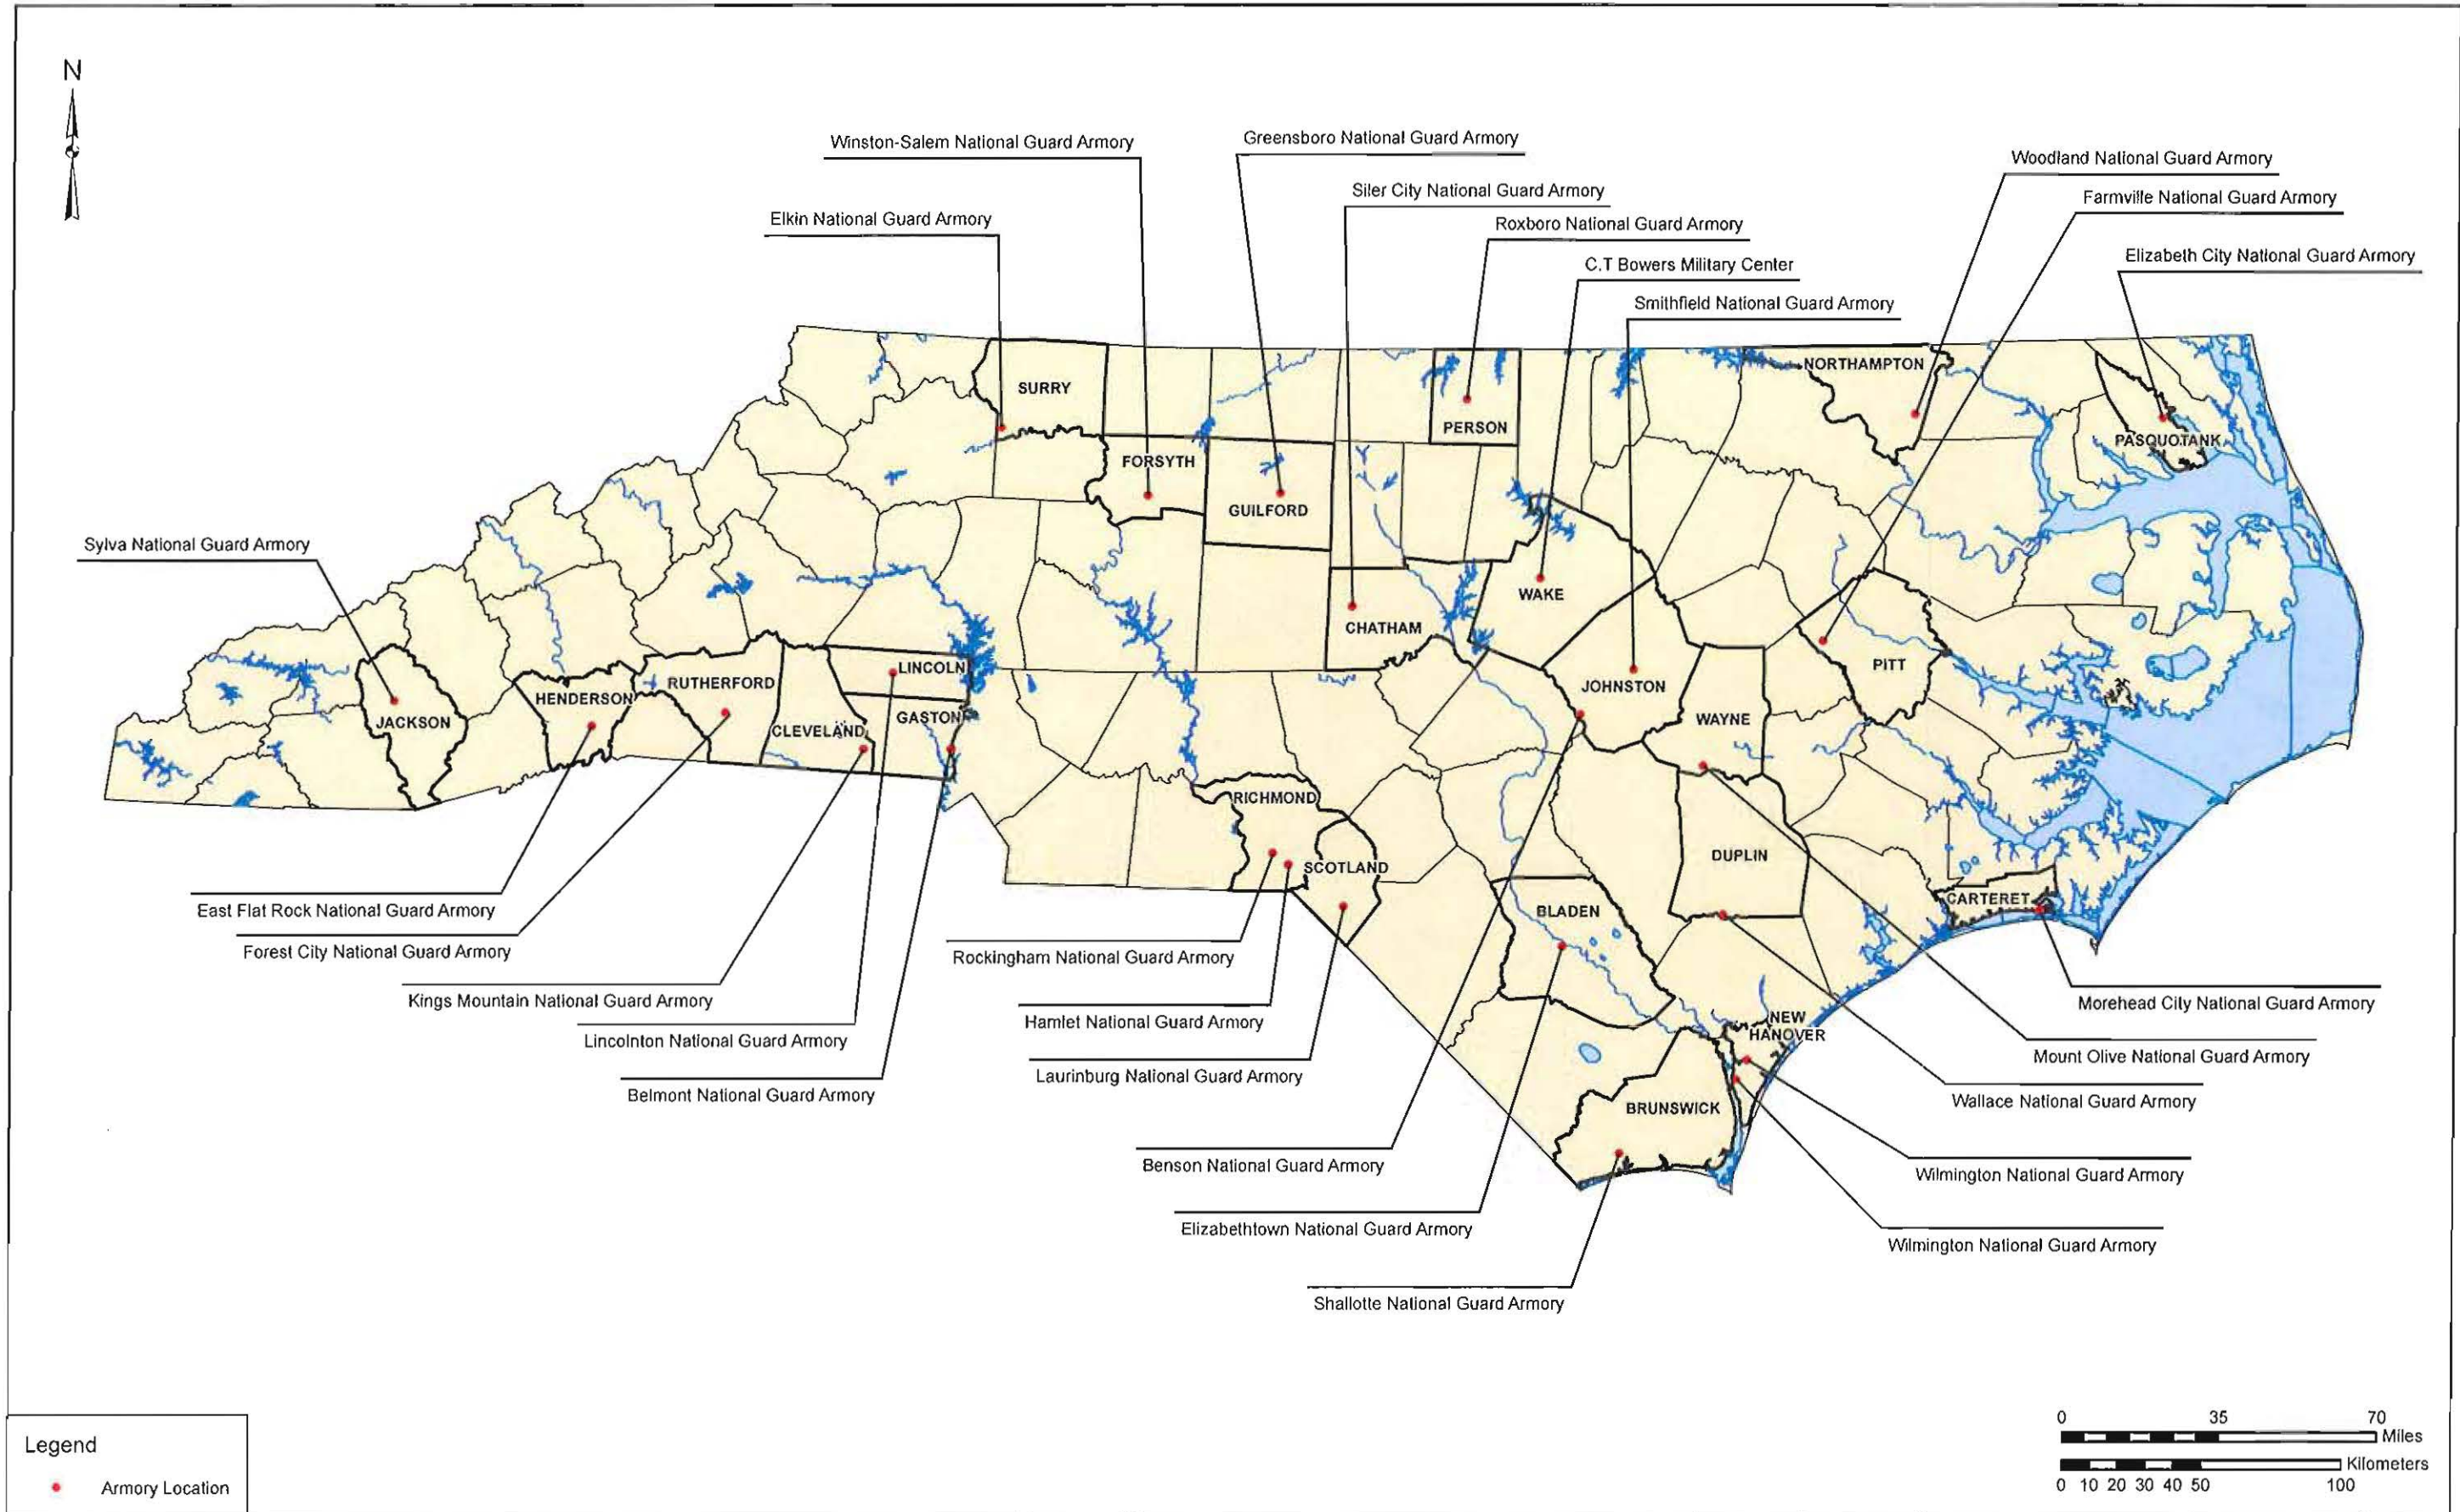 N
Winston-Salem National Guard Armory
Greensboro National Guard Armory
Woodland National Guard Armory
Siler City National Guard Armory
Farmville National Guard Armory
Elkin National Guard Armory
Roxboro National Guard Armory
Elizabeth City National Guard Armory
C.T Bowers Military Center
Smithfield National Guard Armory
NORTHAMPTON
SURRY
PERSON
PASQUOTANK
FORSYTH
GUILFORD
Sylva National Guard Armory
WAKE
CHATHAM
PITT
LINCOLN
RUTHERFORD
JOHNSTON
HENDERSON
GASTON
WAYNE
JACKSON
CLEVELAND
RICHMOND
DUPLIN
SCOTLAND
CARTERET
BLADEN
East Flat Rock National Guard Armory
Forest City National Guard Armory
Rockingham National Guard Armory
Kings Mountain National Guard Armory
Morehead City National Guard Armory
Hamlet National Guard Armory
NEW
HANOVER
Lincolnton National Guard Armory
Mount Olive National Guard Armory
Laurinburg National Guard Armory
Belmont National Guard Armory
Wallace National Guard Armory
BRUNSWICK
Benson National Guard Armory
Wilmington National Guard Armory
Elizabethtown National Guard Armory
Wilmington National Guard Armory
Shallotte National Guard Armory
Legend
Armory Location
0 35 70
Miles
Kilometers
0 10 20 30 40 50 100